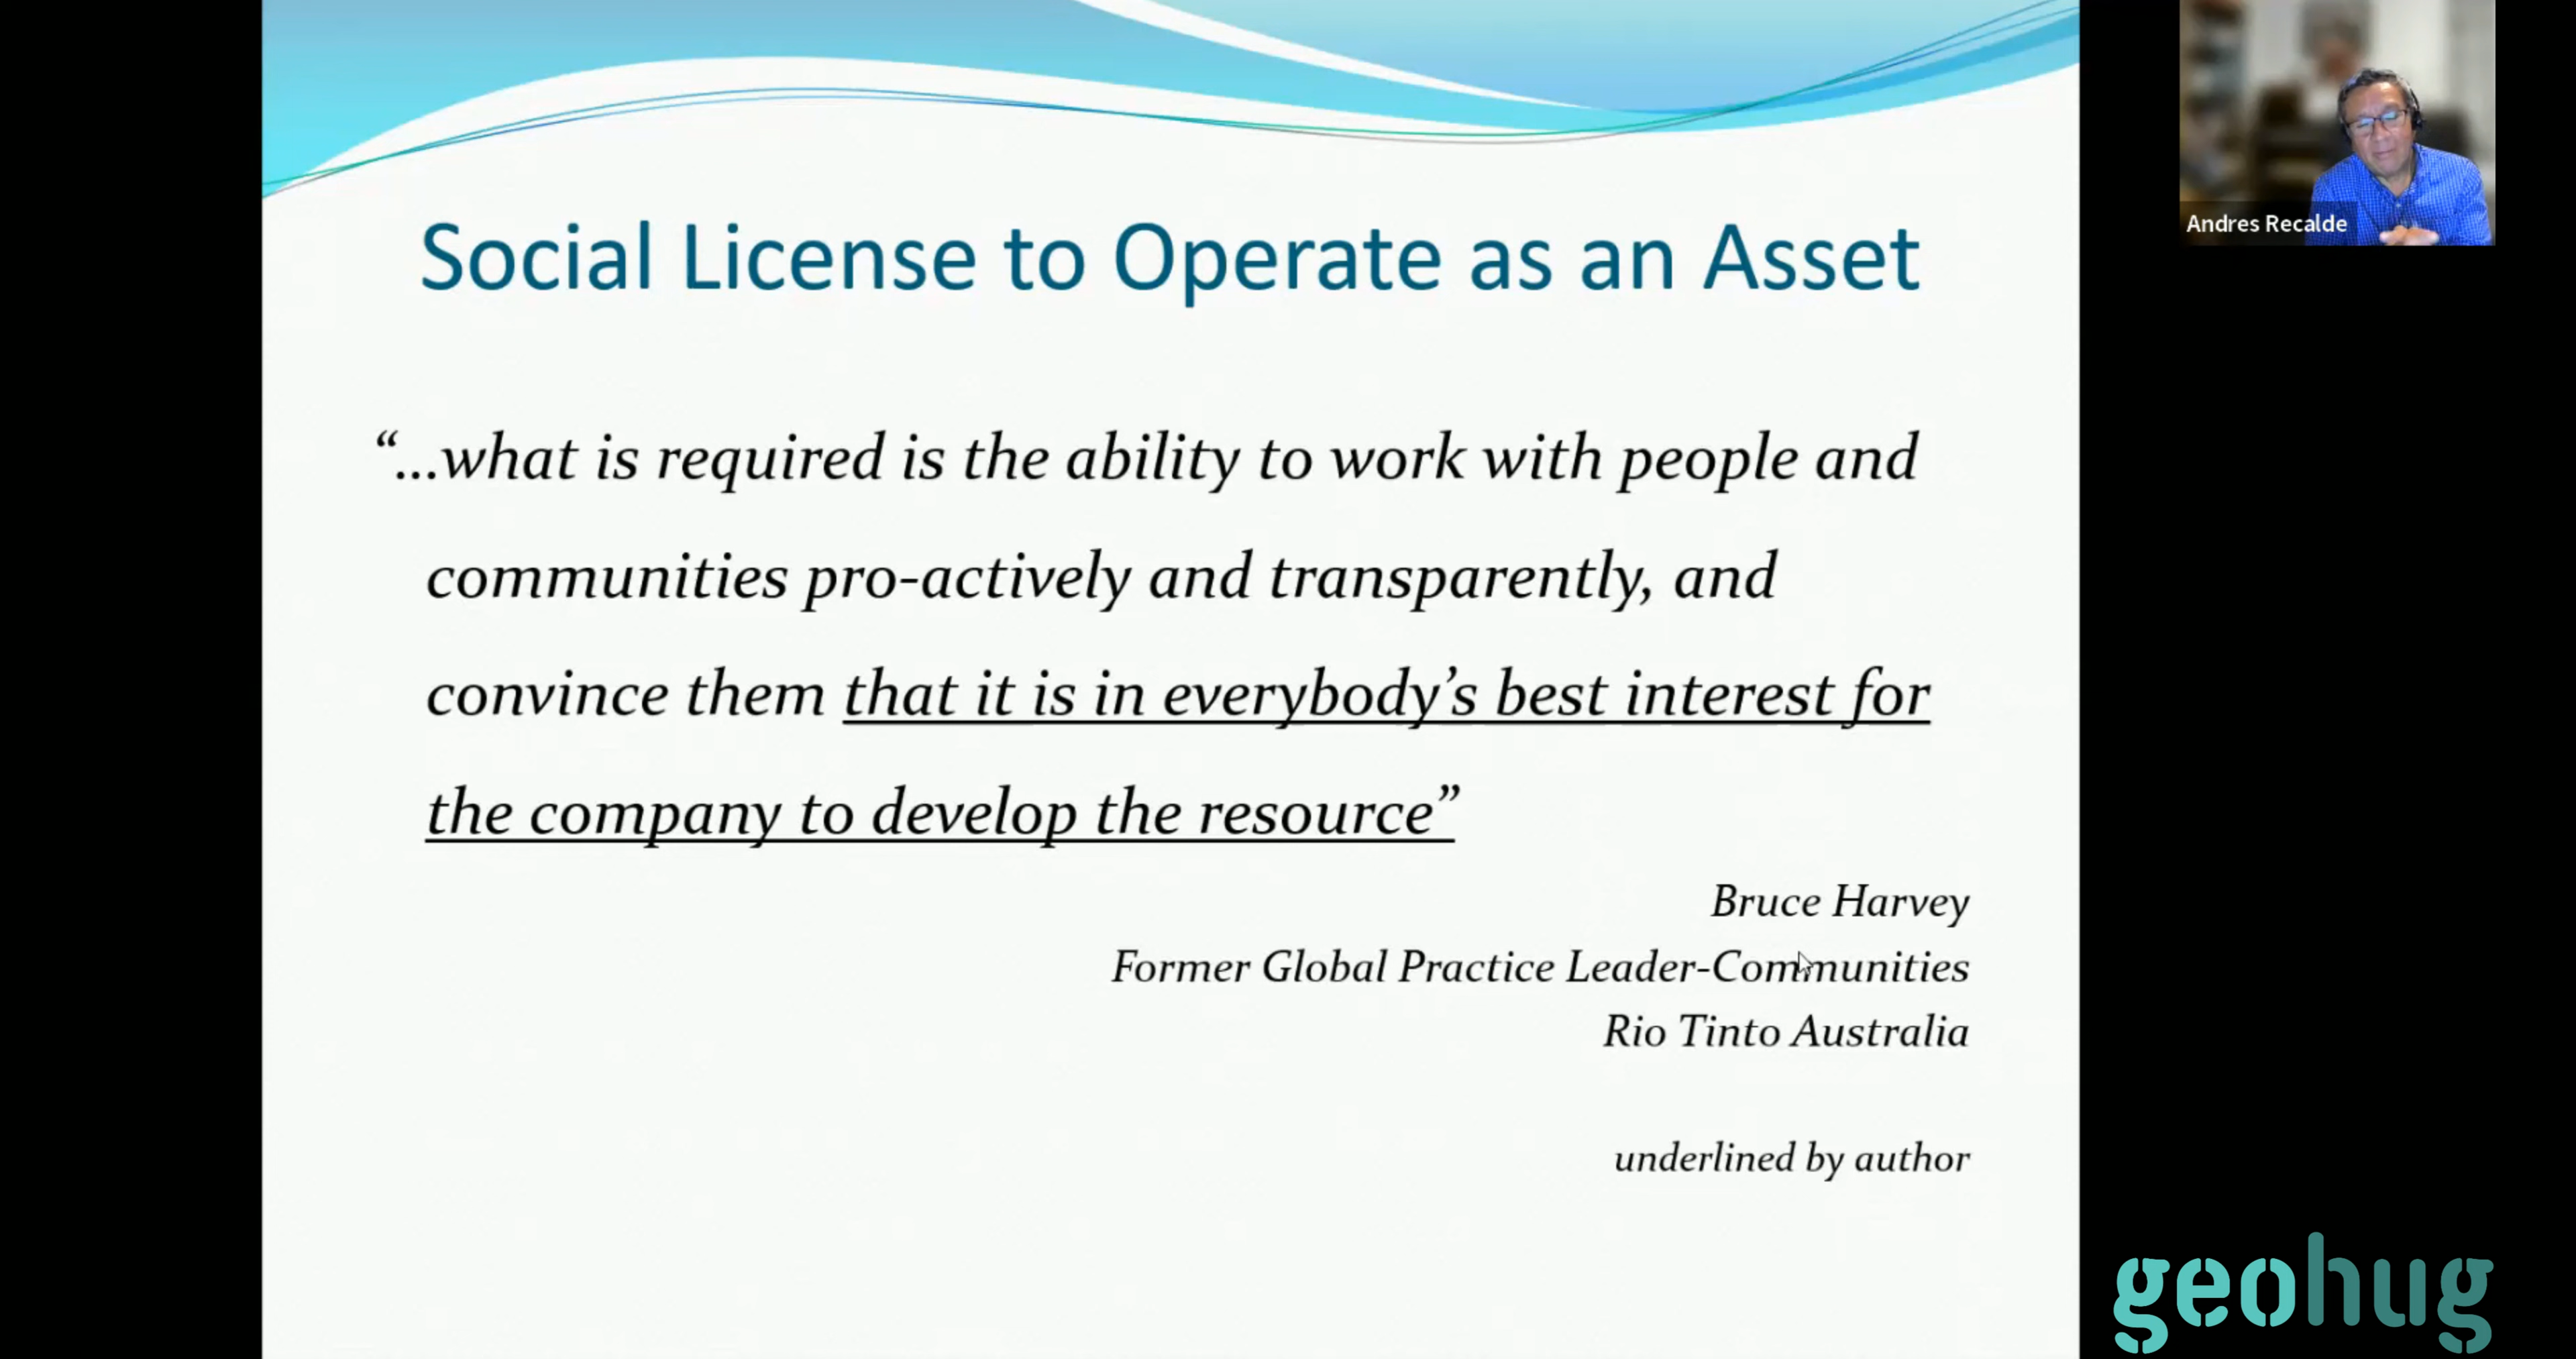 Social License to Operate as an Asset
“...what is required is the ability to work with people and
communities pro-actively and transparently, and
convince them that it is in everybody’s best interest for
the company to develop the resource”
Bruce Harvey
Former Global Practice Leader-Communities
Rio Tinto Australia
underlined by author
Andres Recalde
geohug